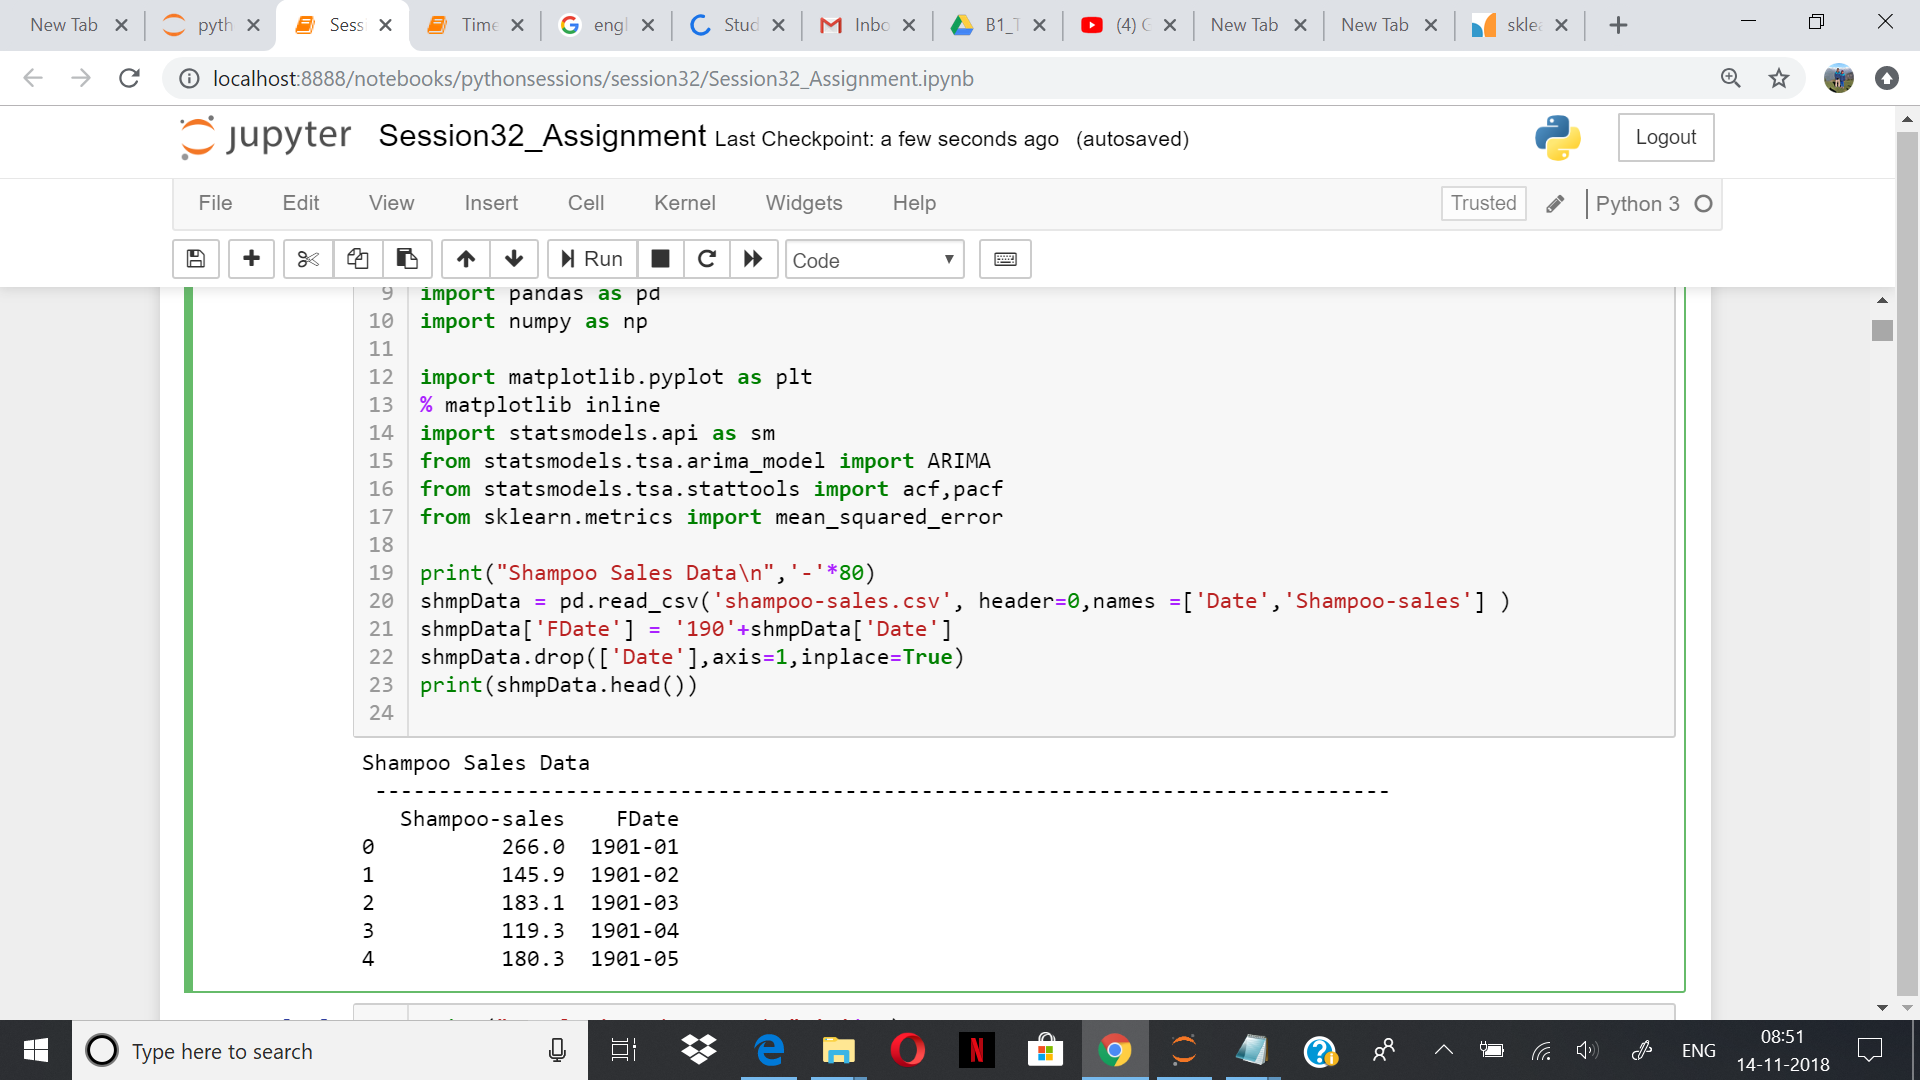 New Tab
pyth
Sess
Time
engl
Stud
Inbo
B1_T
(4) G
New Tab
New Tab
skle
localhost:8888/notebooks/pythonsessions/session32/Session32_Assignment.ipynb
jupyter Session32_Assignment Last Checkpoint: a few seconds ago (autosaved)
Logout
File Edit View Insert Cell Kernel Widgets Help
Trusted
Python 3
Run
Code
9 import pandas as pd
10 import numpy as np
11
12 import matplotlib.pyplot as plt
13 % matplotlib inline
14 import statsmodels.api as sm
15 from statsmodels.tsa.arima_model import ARIMA
16 from statsmodels.tsa.stattools import acf,pacf
17 from sklearn.metrics import mean_squared_error
18
19 print("Shampoo Sales Data\n",'-'*80)
20 shmpData = pd.read_csv('shampoo-sales.csv', header=0,names =['Date','Shampoo-sales'] )
21 shmpData['FDate'] = '190'+shmpData['Date']
22 shmpData.drop(['Date'],axis=1,inplace=True)
23 print(shmpData.head())
24
Shampoo Sales Data
--------------------------------------------------------------------------------
Shampoo-sales FDate
0 266.0 1901-01
1 145.9 1901-02
2 183.1 1901-03
3 119.3 1901-04
4 180.3 1901-05
Type here to search
N
ENG
08:51
14-11-2018